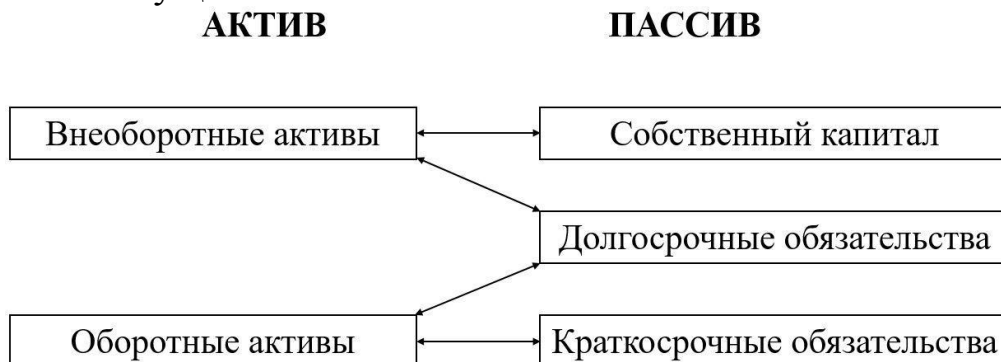 АКТИВ ПАССИВ
Внеоборотные активы Собственный капитал
Долгосрочные обязательства
Оборотные активы Краткосрочные обязательства